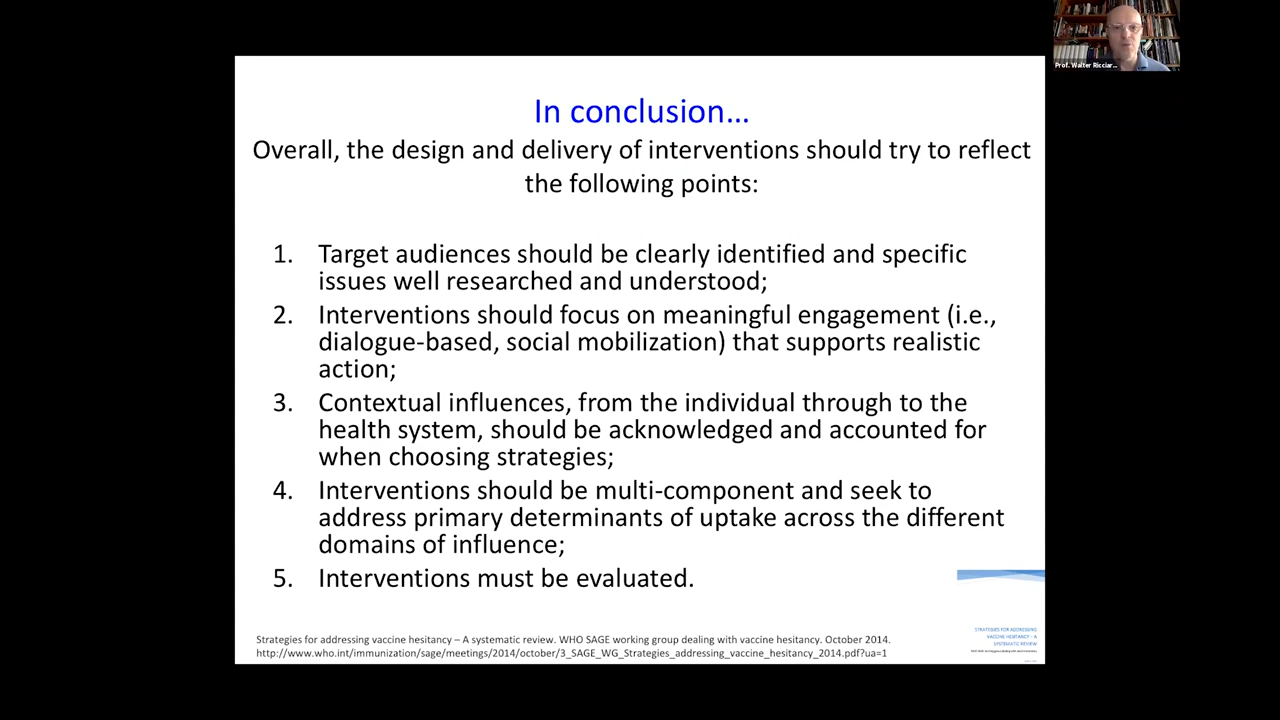 Prof. Walter Ricciar...
In conclusion...
Overall, the design and delivery of interventions should try to reflect
the following points:
1. Target audiences should be clearly identified and specific
issues well researched and understood;
2. Interventions should focus on meaningful engagement (i.e.,
dialogue-based, social mobilization) that supports realistic
action;
3. Contextual influences, from the individual through to the
health system, should be acknowledged and accounted for
when choosing strategies;
4. Interventions should be multi-component and seek to
address primary determinants of uptake across the different
domains of influence;
5. Interventions must be evaluated.
Strategies for addressing vaccine hesitancy – A systematic review. WHO SAGE working group dealing with vaccine hesitancy. October 2014.
http://www.who.int/immunization/sage/meetings/2014/october/3_SAGE_WG_Strategies_addressing_vaccine_hesitancy_2014.pdf?ua=1
STRATEGIES FOR ADDRESSING
VACCINE HESITANCY – A
SYSTEMATIC REVIEW